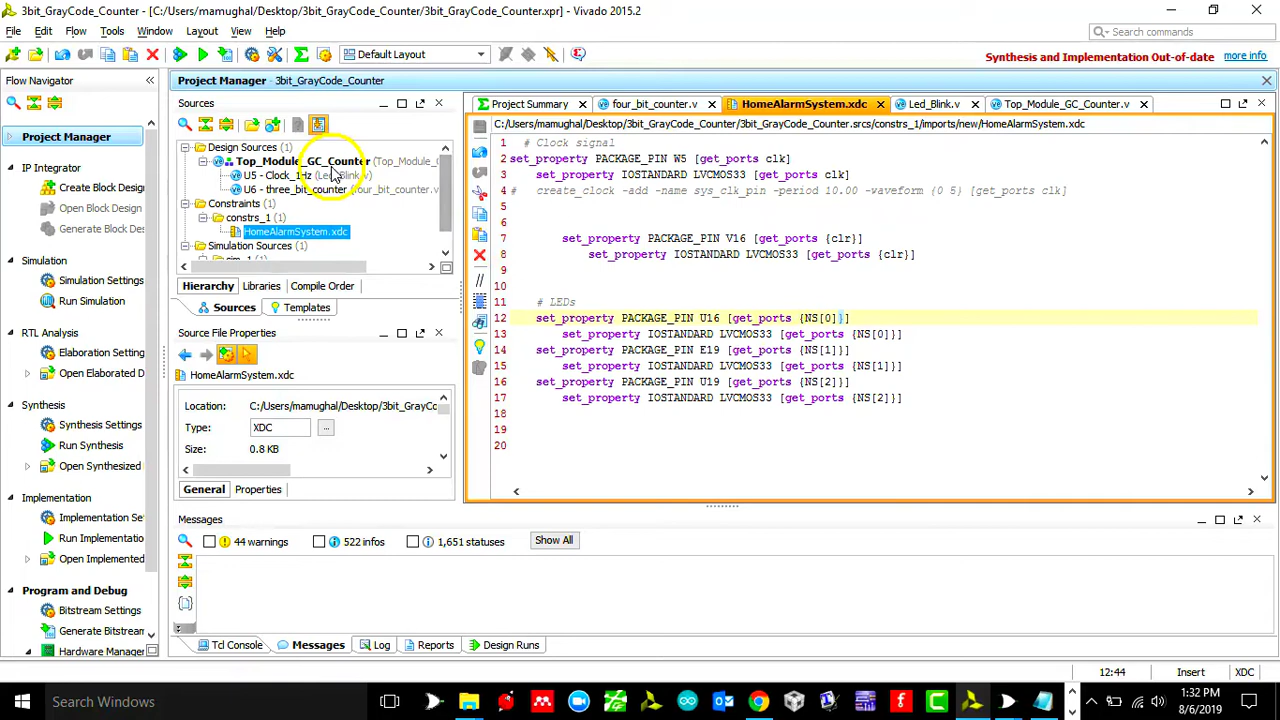 3bit_GrayCode_Counter - [C:/Users/mamughal/Desktop/3bit_GrayCode_Counter/3bit_GrayCode_Counter.xpr] - Vivado 2015.2
File Edit Flow Tools Window Layout View Help
Search commands
Default Layout
Synthesis and Implementation Out-of-date more info
Flow Navigator
Project Manager
IP Integrator
Create Block Design
Open Block Design
Generate Block Des
Simulation
Simulation Settings
Run Simulation
RTL Analysis
Elaboration Setting
Open Elaborated D
Synthesis
Synthesis Settings
Run Synthesis
Open Synthesized
Implementation
Implementation Set
Run Implementatio
Open Implemented
Program and Debug
Bitstream Settings
Generate Bitstream
Hardware Manager
Project Manager - 3bit_GrayCode_Counter
Sources
Design Sources (1)
Top_Module_GC_Counter (Top_Module_G
U5 - Clock_1Hz (Led_Blink.v)
U6 - three_bit_counter (four_bit_counter.v
Constraints (1)
constrs_1 (1)
HomeAlarmSystem.xdc
Simulation Sources (1)
sim_1 (1)
Hierarchy Libraries Compile Order
Sources Templates
Source File Properties
HomeAlarmSystem.xdc
Location: C:/Users/mamughal/Desktop/3bit_GrayCo
Type: XDC ...
Size: 0.8 KB
General Properties
Project Summary four_bit_counter.v HomeAlarmSystem.xdc Led_Blink.v Top_Module_GC_Counter.v
C:/Users/mamughal/Desktop/3bit_GrayCode_Counter/3bit_GrayCode_Counter.srcs/constrs_1/imports/new/HomeAlarmSystem.xdc
1 # Clock signal
2 set_property PACKAGE_PIN W5 [get_ports clk]
3 set_property IOSTANDARD LVCMOS33 [get_ports clk]
4 # create_clock -add -name sys_clk_pin -period 10.00 -waveform {0 5} [get_ports clk]
5
6
7 set_property PACKAGE_PIN V16 [get_ports {clr}]
8 set_property IOSTANDARD LVCMOS33 [get_ports {clr}]
9
10
11 # LEDs
12 set_property PACKAGE_PIN U16 [get_ports {NS[0]}]
13 set_property IOSTANDARD LVCMOS33 [get_ports {NS[0]}]
14 set_property PACKAGE_PIN E19 [get_ports {NS[1]}]
15 set_property IOSTANDARD LVCMOS33 [get_ports {NS[1]}]
16 set_property PACKAGE_PIN U19 [get_ports {NS[2]}]
17 set_property IOSTANDARD LVCMOS33 [get_ports {NS[2]}]
18
19
20
Messages
44 warnings 522 infos 1,651 statuses Show All
Tcl Console Messages Log Reports Design Runs
12:44 Insert XDC
Search Windows
1:32 PM
8/6/2019